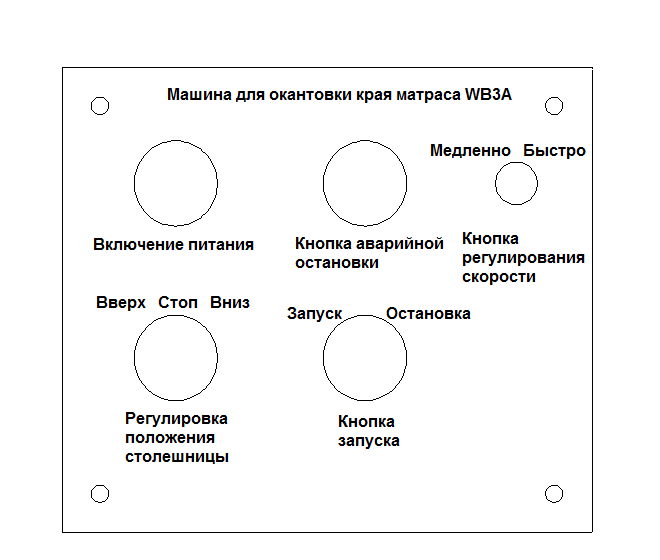 Машина для окантовки края матраса WB3A
Медленно Быстро
Включение питания
Кнопка аварийной
остановки
Кнопка
регулирования
скорости
Вверх Стоп Вниз
Запуск Остановка
Регулировка
положения
столешницы
Кнопка
запуска